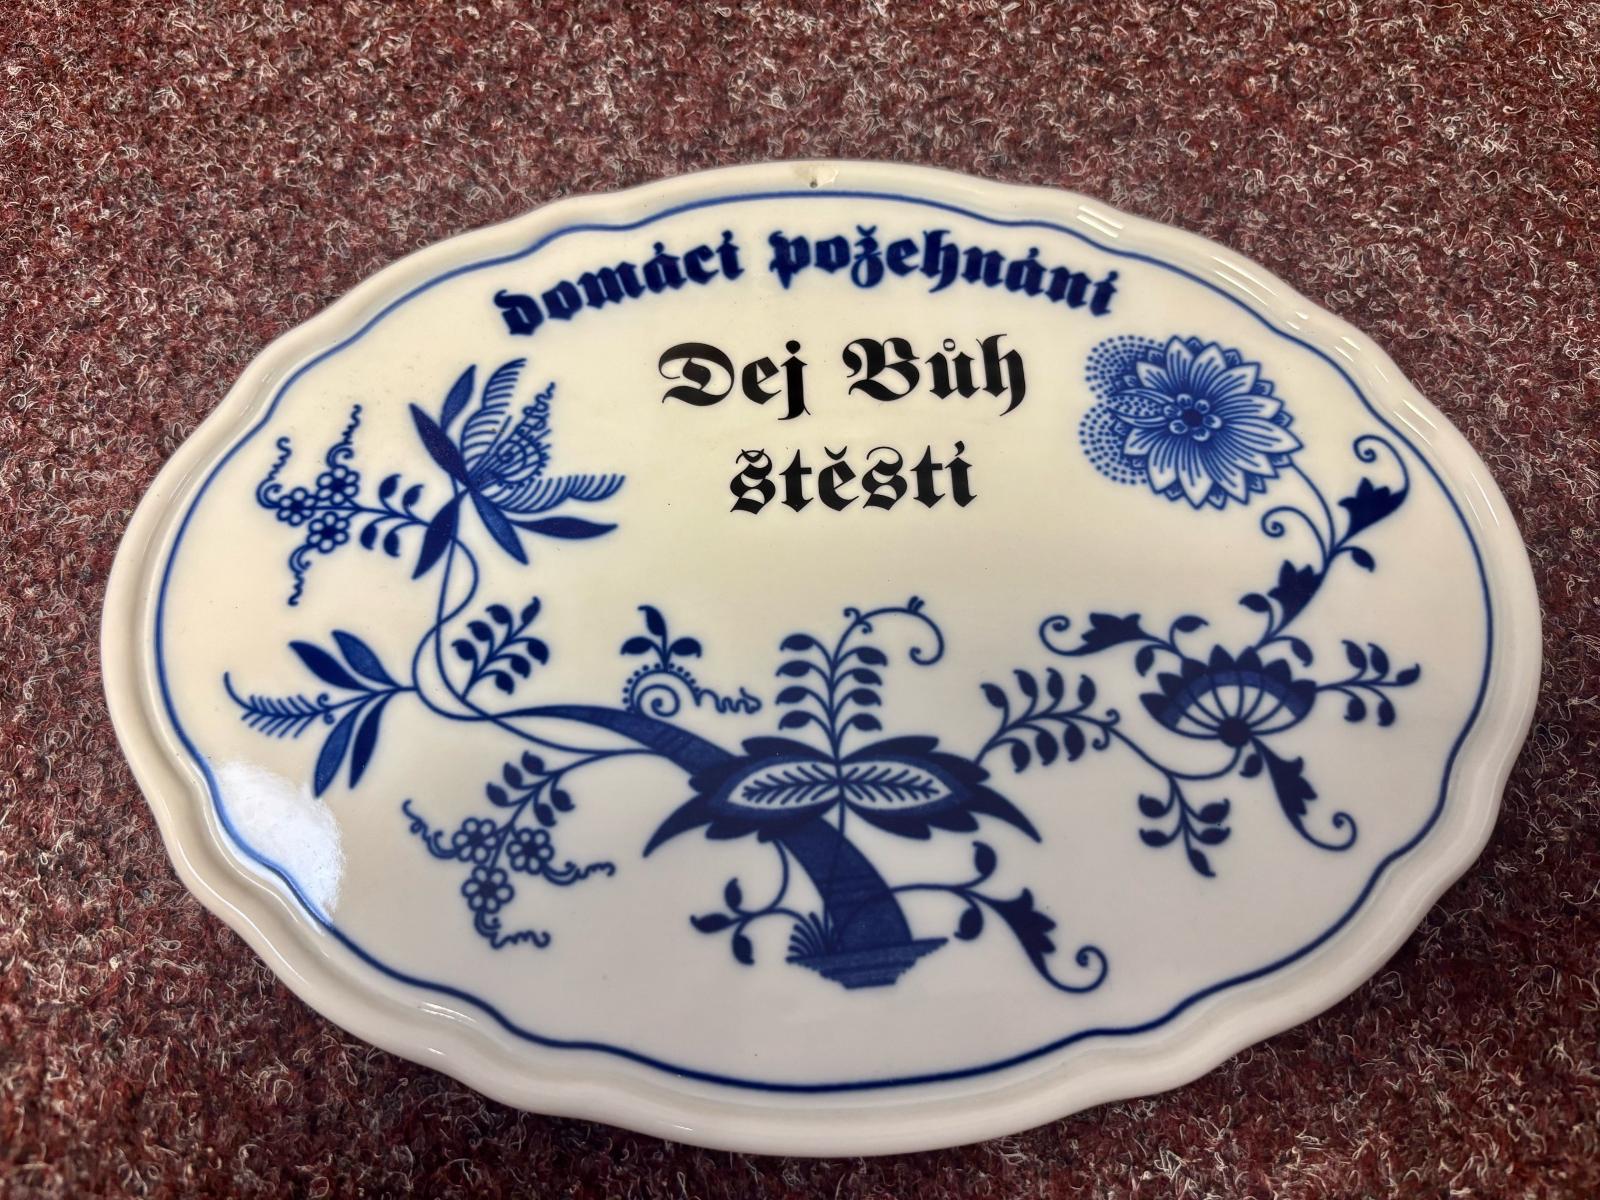 domácí požehnání
Dej Bůh
štěstí